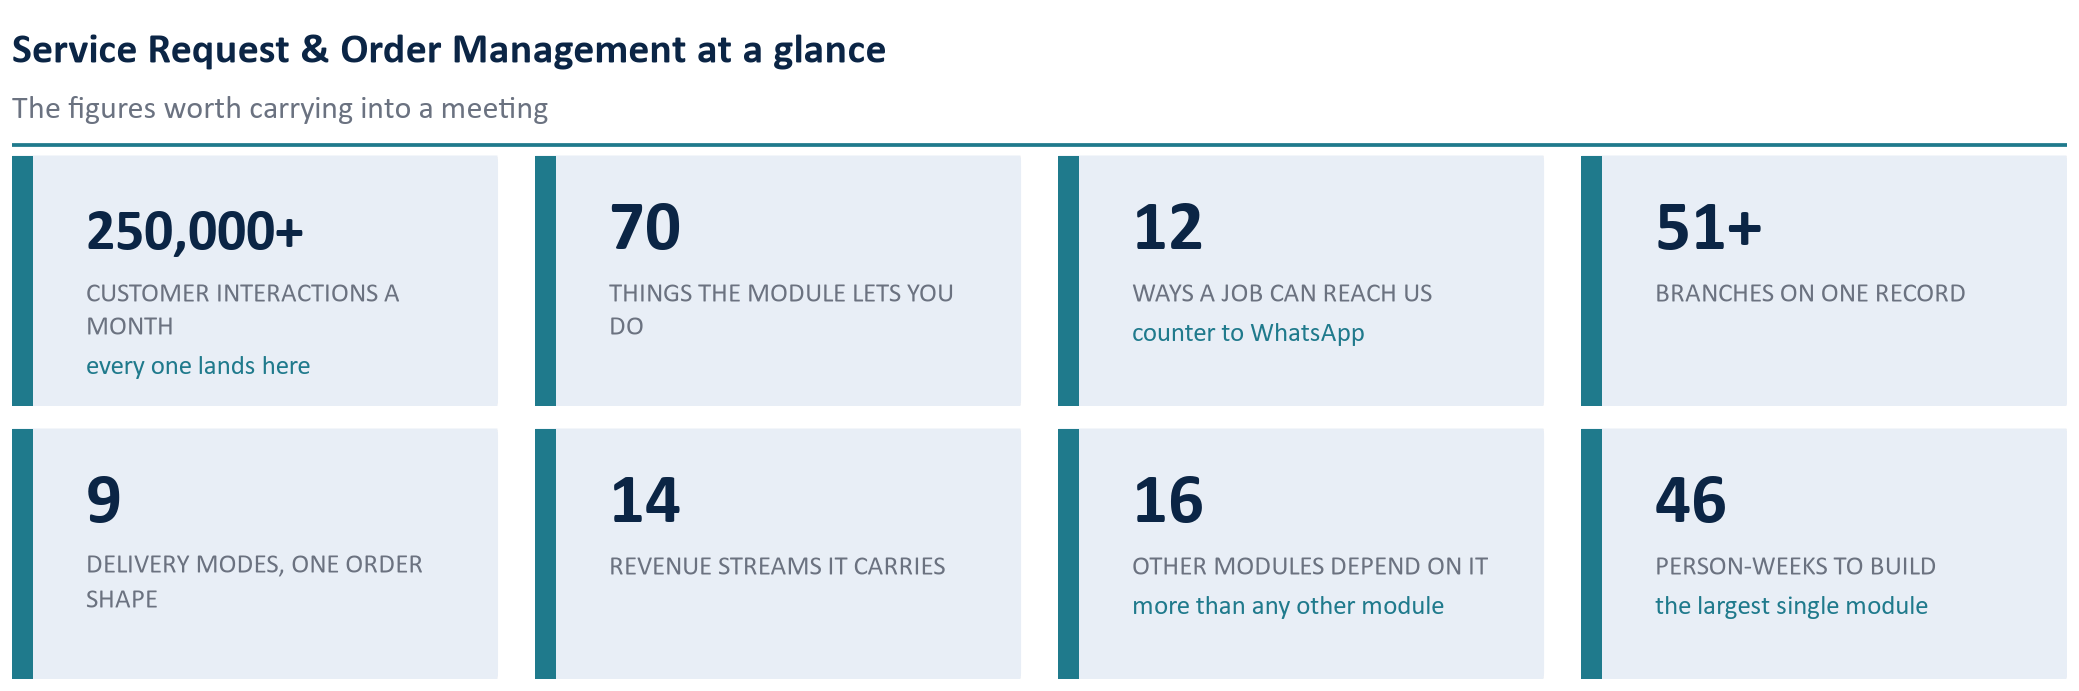 Service Request & Order Management at a glance
The figures worth carrying into a meeting
250,000+
CUSTOMER INTERACTIONS A
MONTH
every one lands here
70
THINGS THE MODULE LETS YOU
DO
12
WAYS A JOB CAN REACH US
counter to WhatsApp
51+
BRANCHES ON ONE RECORD
9
DELIVERY MODES, ONE ORDER
SHAPE
14
REVENUE STREAMS IT CARRIES
16
OTHER MODULES DEPEND ON IT
more than any other module
46
PERSON-WEEKS TO BUILD
the largest single module